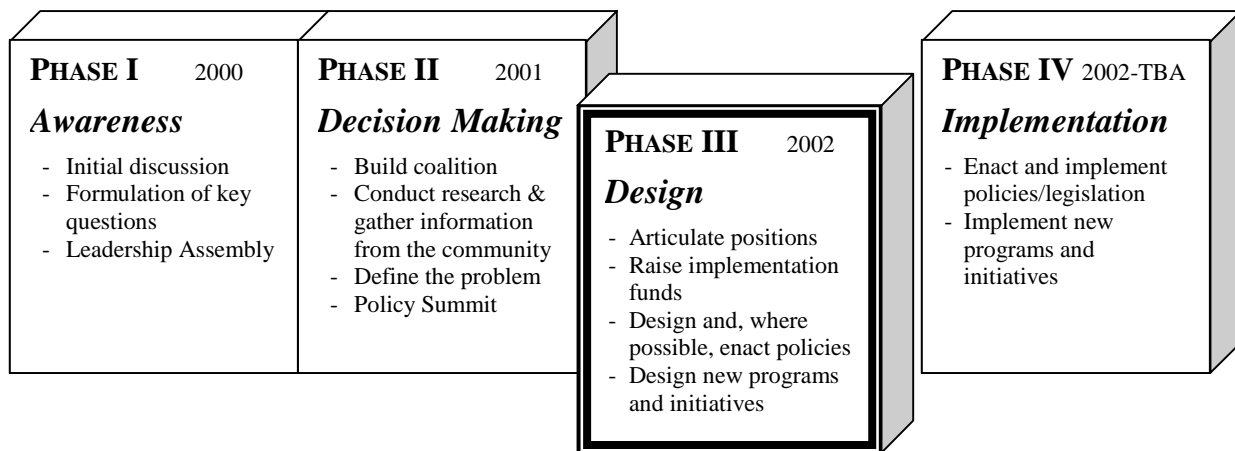 PHASE I 2000
Awareness
- Initial discussion
- Formulation of key
questions
- Leadership Assembly
PHASE II 2001
Decision Making
- Build coalition
- Conduct research &
gather information
from the community
- Define the problem
- Policy Summit
PHASE III 2002
Design
- Articulate positions
- Raise implementation
funds
- Design and, where
possible, enact policies
- Design new programs
and initiatives
PHASE IV 2002-TBA
Implementation
- Enact and implement
policies/legislation
- Implement new
programs and
initiatives